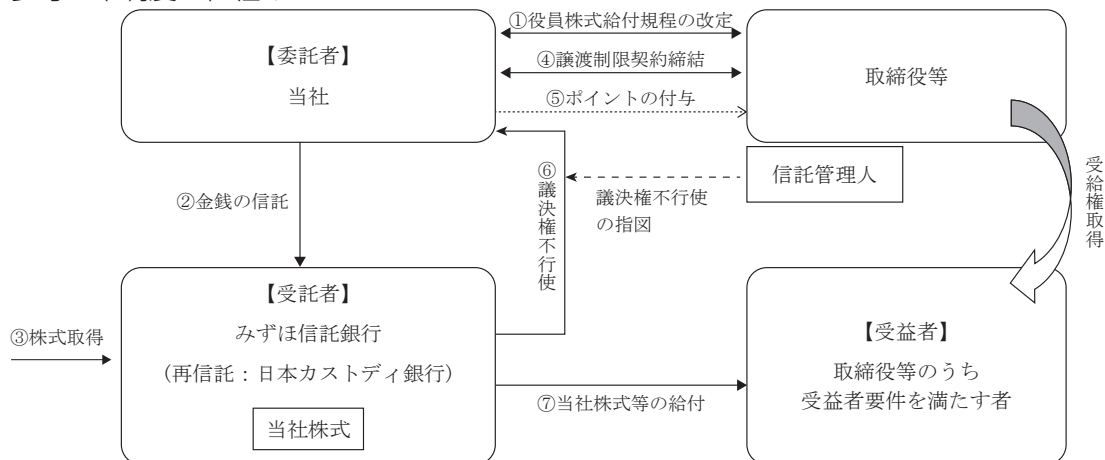 ①役員株式給付規程の改定
【委託者】
当社
④譲渡制限契約締結
取締役等
⑤ポイントの付与
信託管理人
⑥議決権不行使
議決権不行使
の指図
受給権取得
②金銭の信託
【受託者】
みずほ信託銀行
(再信託：日本カストディ銀行)
当社株式
③株式取得
⑦当社株式等の給付
【受益者】
取締役等のうち
受益者要件を満たす者